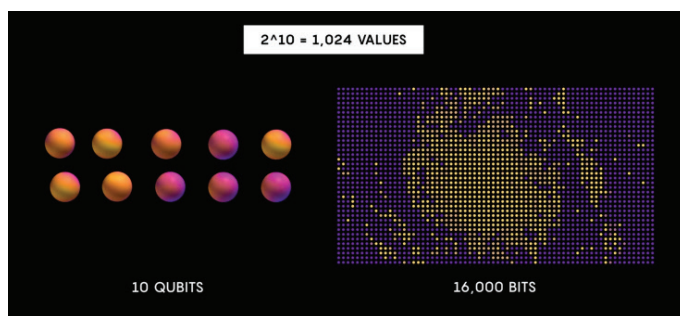 2^10 = 1,024 VALUES
10 QUBITS
16,000 BITS